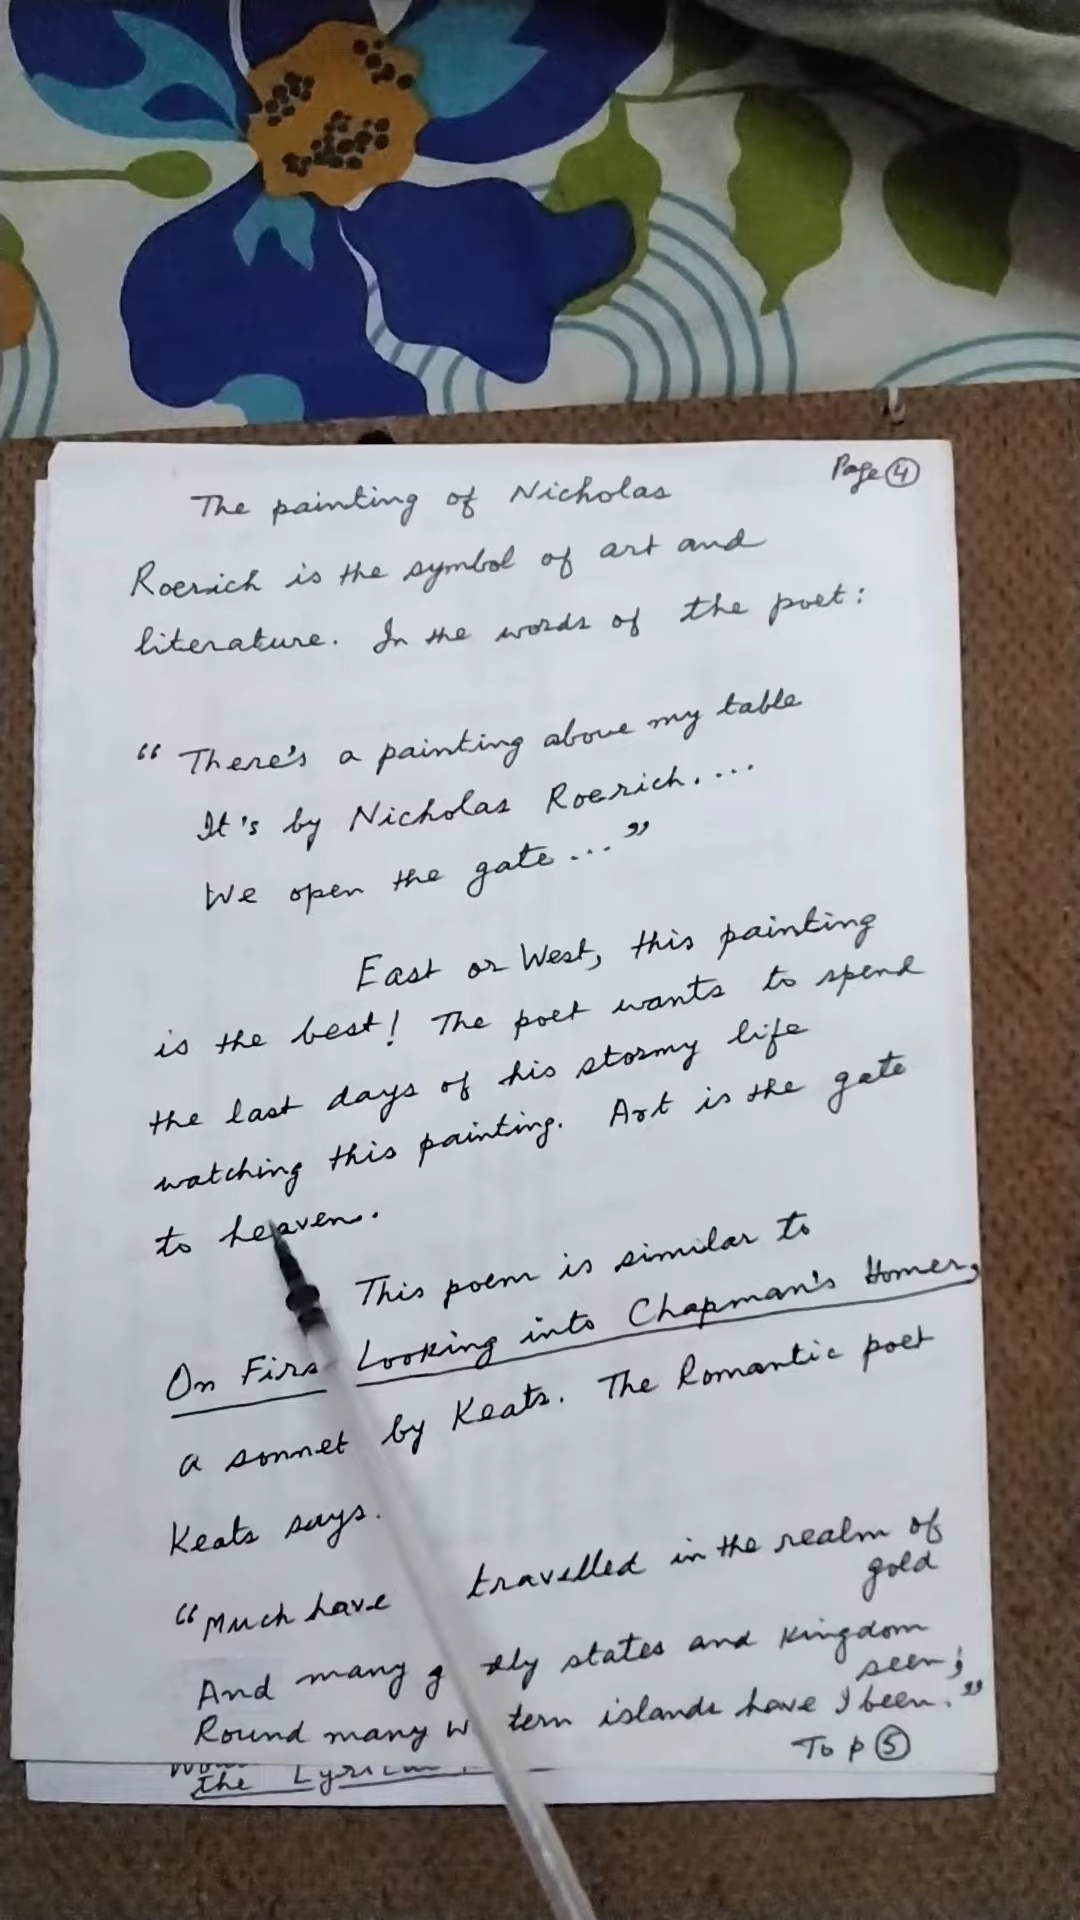 Page 4
The painting of Nicholas
Roerich is the symbol of art and
literature. In the words of the poet:
“There's a painting above my table
It's by Nicholas Roerich....
We open the gate...”
East or West, this painting
is the best! The poet wants to spend
the last days of his stormy life
watching this painting. Art is the gate
to heaven.
This poem is similar to
On Firs Looking into Chapman's Homer,
a sonnet by Keats. The Romantic poet
Keats says.
“Much have travelled in the realm of
gold
And many g dly states and kingdom
seen;
Round many w tern islands have I been.”
To p 5
the